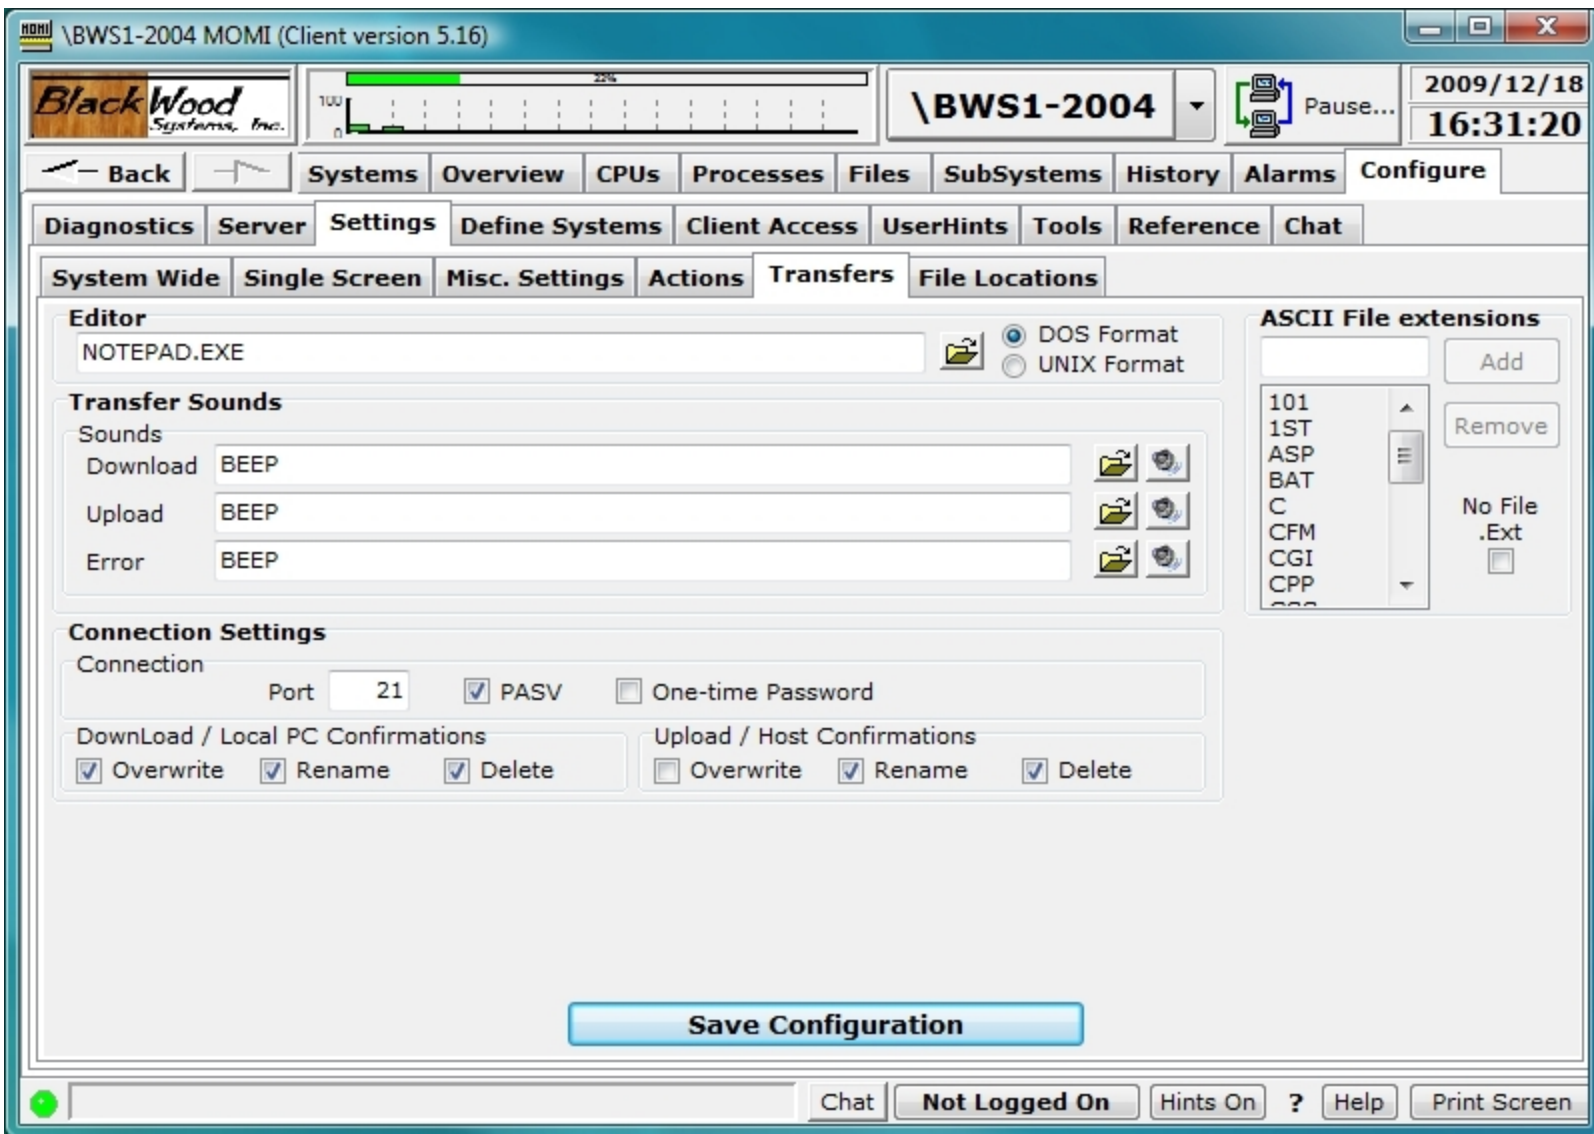 MOMI \BWS1-2004 MOMI (Client version 5.16)
BlackWood
Systems, Inc.
22%
100
0
\BWS1-2004
Pause...
2009/12/18
16:31:20
Back Systems Overview CPUs Processes Files SubSystems History Alarms Configure
Diagnostics Server Settings Define Systems Client Access UserHints Tools Reference Chat
System Wide Single Screen Misc. Settings Actions Transfers File Locations
Editor
NOTEPAD.EXE
DOS Format
UNIX Format
Transfer Sounds
Sounds
Download BEEP
Upload BEEP
Error BEEP
ASCII File extensions
Add
Remove
101
1ST
ASP
BAT
C
CFM
CGI
CPP
No File
.Ext
Connection Settings
Connection
Port 21 PASV One-time Password
DownLoad / Local PC Confirmations
Overwrite Rename Delete
Upload / Host Confirmations
Overwrite Rename Delete
Save Configuration
Chat Not Logged On Hints On ? Help Print Screen